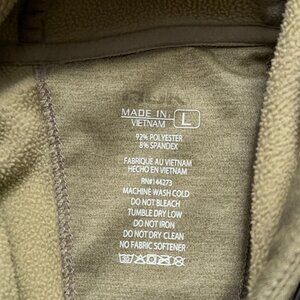 MADE IN
VIETNAM
L
92% POLYESTER
8% SPANDEX
FABRIQUE AU VIETNAM
HECHO EN VIETNAM
RN#144273
MACHINE WASH COLD
DO NOT BLEACH
TUMBLE DRY LOW
DO NOT IRON
DO NOT DRY CLEAN
NO FABRIC SOFTENER